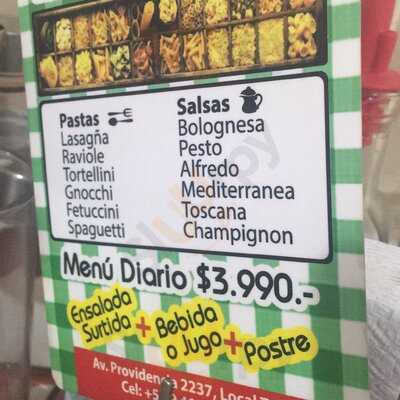 Pastas
Lasagña
Raviole
Tortellini
Gnocchi
Fetuccini
Spaguetti
Salsas
Bolognesa
Pesto
Alfredo
Mediterranea
Toscana
Champignon
Menú Diario $3.990.-
Ensalada
Surtida + Bebida
o Jugo + Postre
Av. Providencia 2237, Local
Cel: